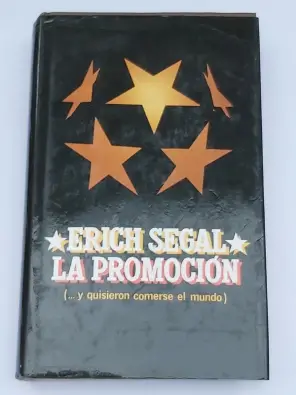 ERICH SEGAL
LA PROMOCIÓN
(... y quisieron comerse el mundo)